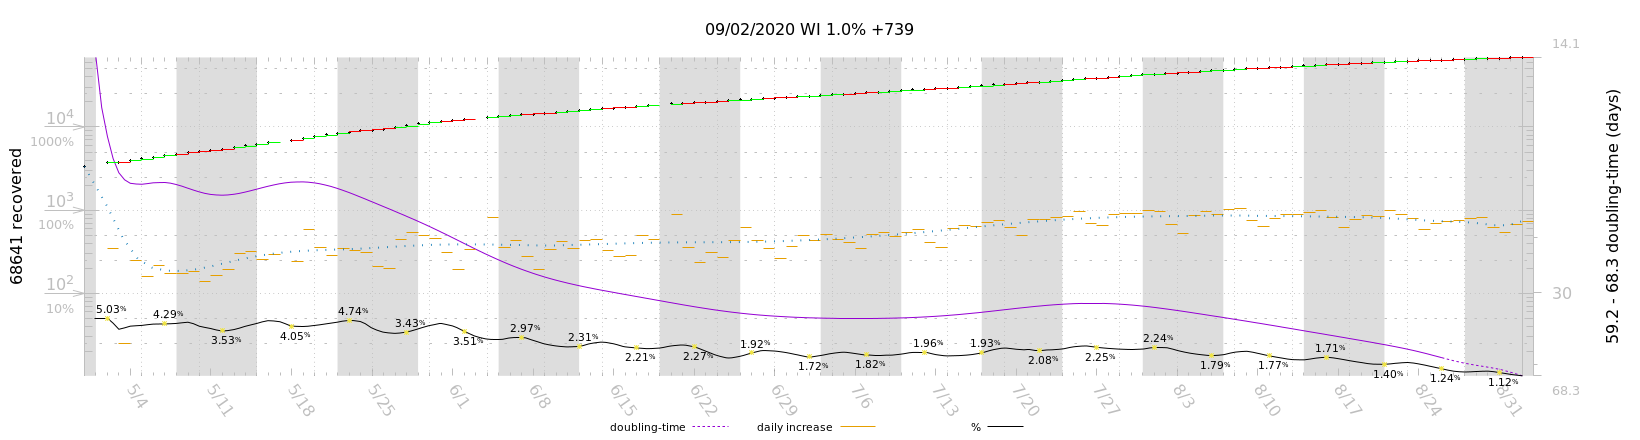 09/02/2020 WI 1.0% +739
14.1
10^4
1000%
10^3
100%
10^2
10%
30
68.3
68641 recovered
59.2 - 68.3 doubling-time (days)
5.03% 4.29% 3.53% 4.05% 4.74% 3.43% 3.51% 2.97% 2.31% 2.21% 2.27% 1.92% 1.72% 1.82% 1.96% 1.93% 2.08% 2.25% 2.24% 1.79% 1.77% 1.71% 1.40% 1.24% 1.12%
5/4 5/11 5/18 5/25 6/1 6/8 6/15 6/22 6/29 7/6 7/13 7/20 7/27 8/3 8/10 8/17 8/24 8/31
doubling-time daily increase %